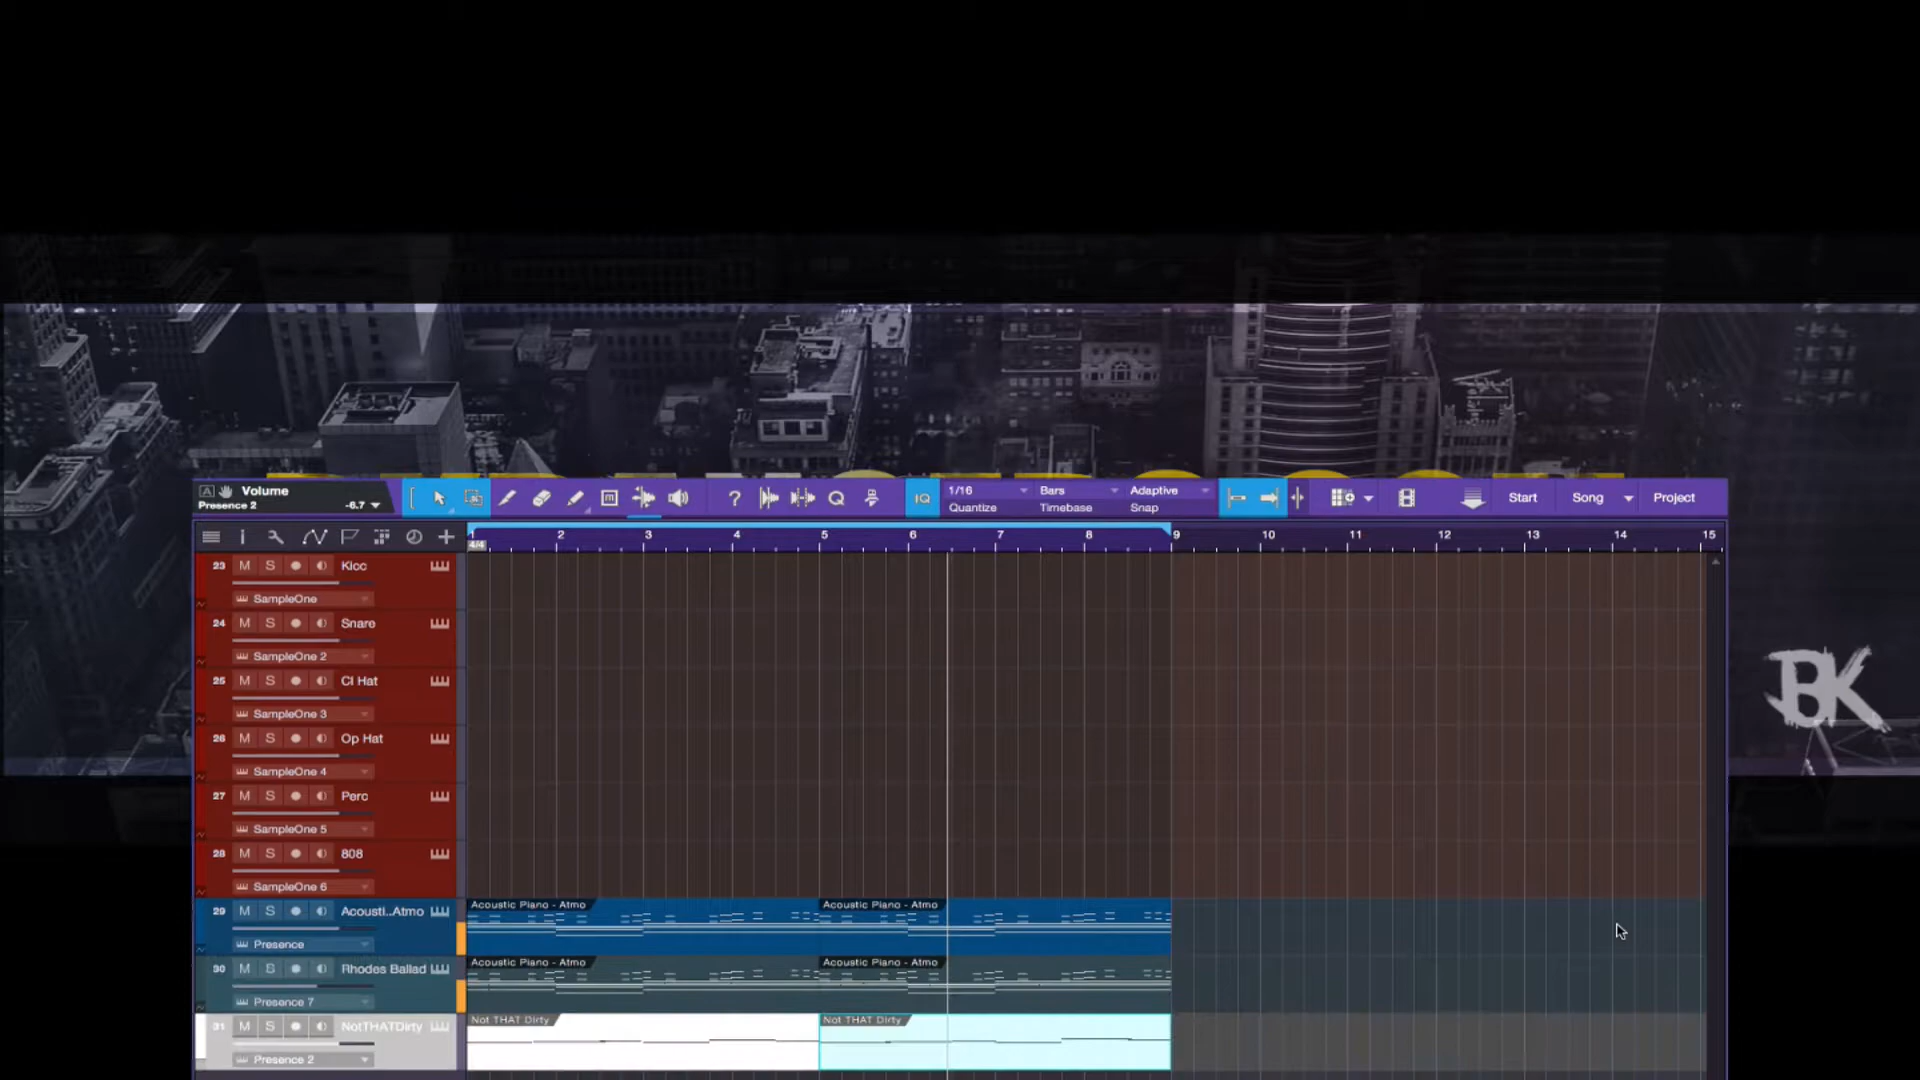 A Volume
Presence 2 -6.7
IQ
1/16 Bars Adaptive
Quantize Timebase Snap
Start Song Project
1 2 3 4 5 6 7 8 9 10 11 12 13 14 15
4/4
23 M S Kicc
SampleOne
24 M S Snare
SampleOne 2
25 M S Cl Hat
SampleOne 3
26 M S Op Hat
SampleOne 4
BK
27 M S Perc
SampleOne 5
28 M S 808
SampleOne 6
29 M S Acousti..Atmo Acoustic Piano - Atmo Acoustic Piano - Atmo
Presence
30 M S Rhodes Ballad Acoustic Piano - Atmo Acoustic Piano - Atmo
Presence 7
31 M S NotTHATDirty Not THAT Dirty Not THAT Dirty
Presence 2